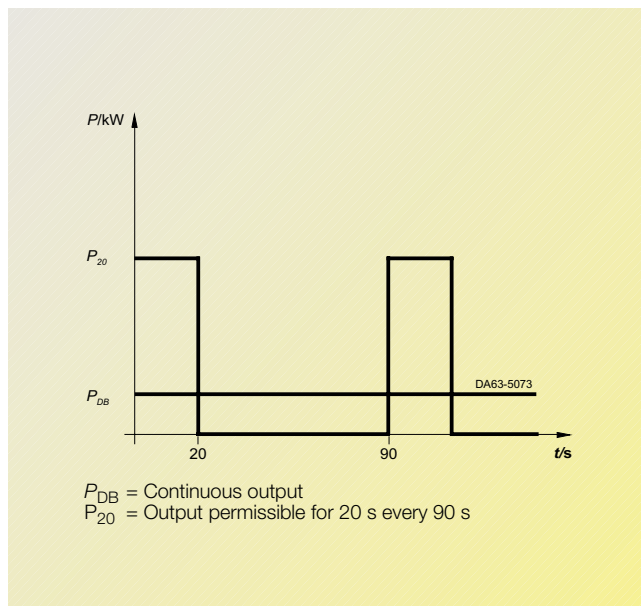 P/kW
P20
PDB
DA63-5073
20
90
t/s
PDB = Continuous output
P20 = Output permissible for 20 s every 90 s